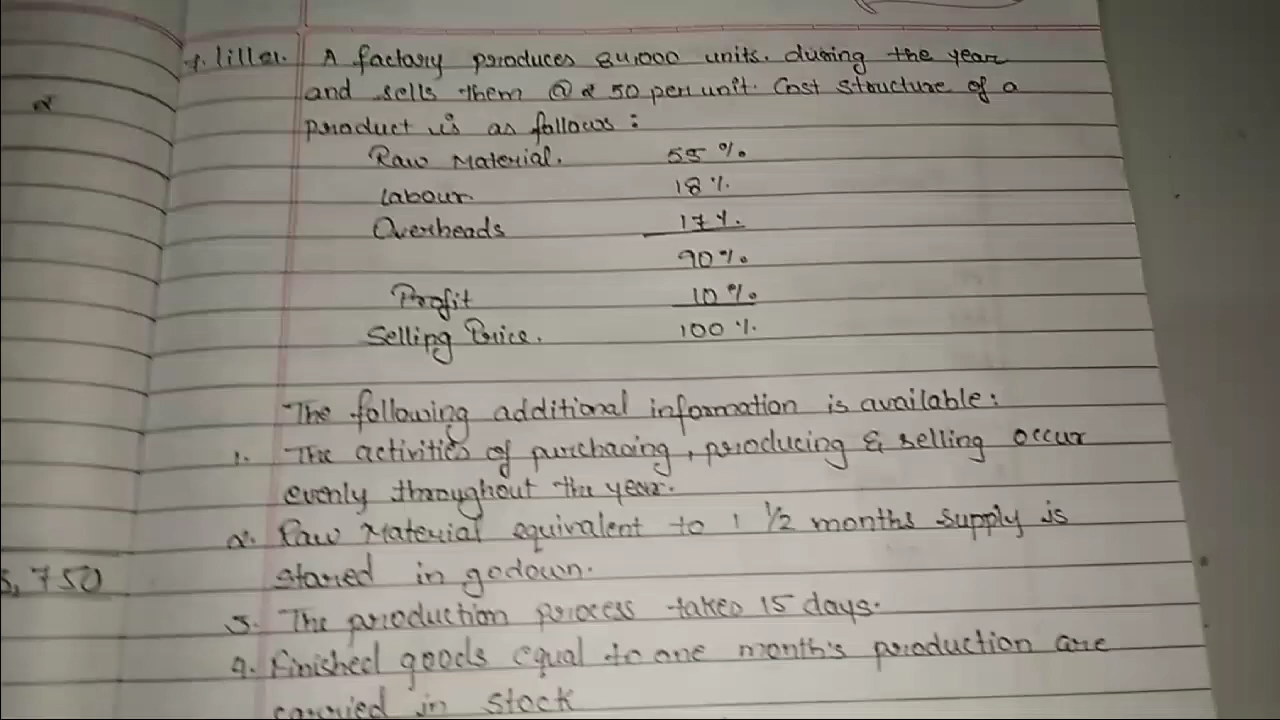 A factory produces 84,000 units. during the year
and sells them @ ₹ 50 per unit. Cost structure of a
product is as follows :
Raw Material. 55 %
Labour 18 %
Overheads 17 %
90 %
Profit 10 %
Selling Price. 100 %
The following additional information is available :
1. The activities of purchasing, producing & selling occur
evenly throughout the year.
2. Raw Material equivalent to 1 1/2 months supply is
5,750
stored in godown.
3. The production process takes 15 days.
4. Finished goods equal to one month's production are
carried in stock